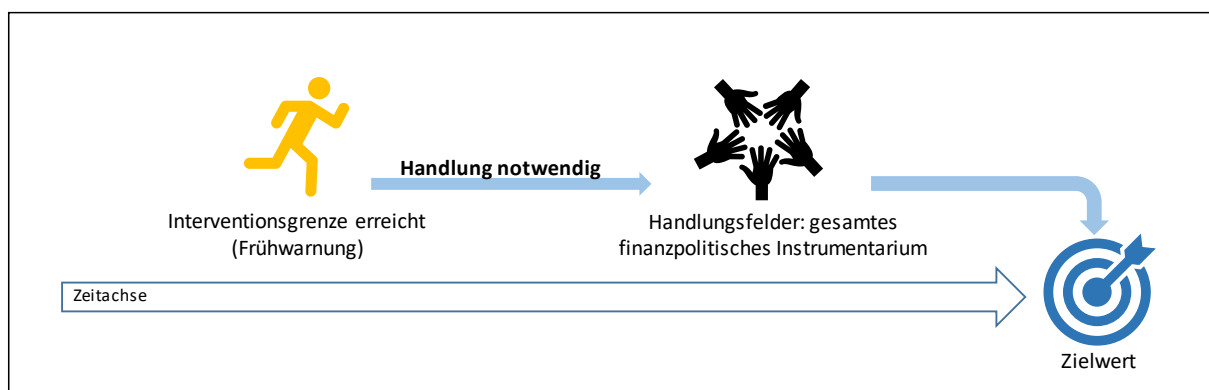 Handlung notwendig
Interventionsgrenze erreicht
(Frühwarnung)
Handlungsfelder: gesamtes
finanzpolitisches Instrumentarium
Zeitachse
Zielwert